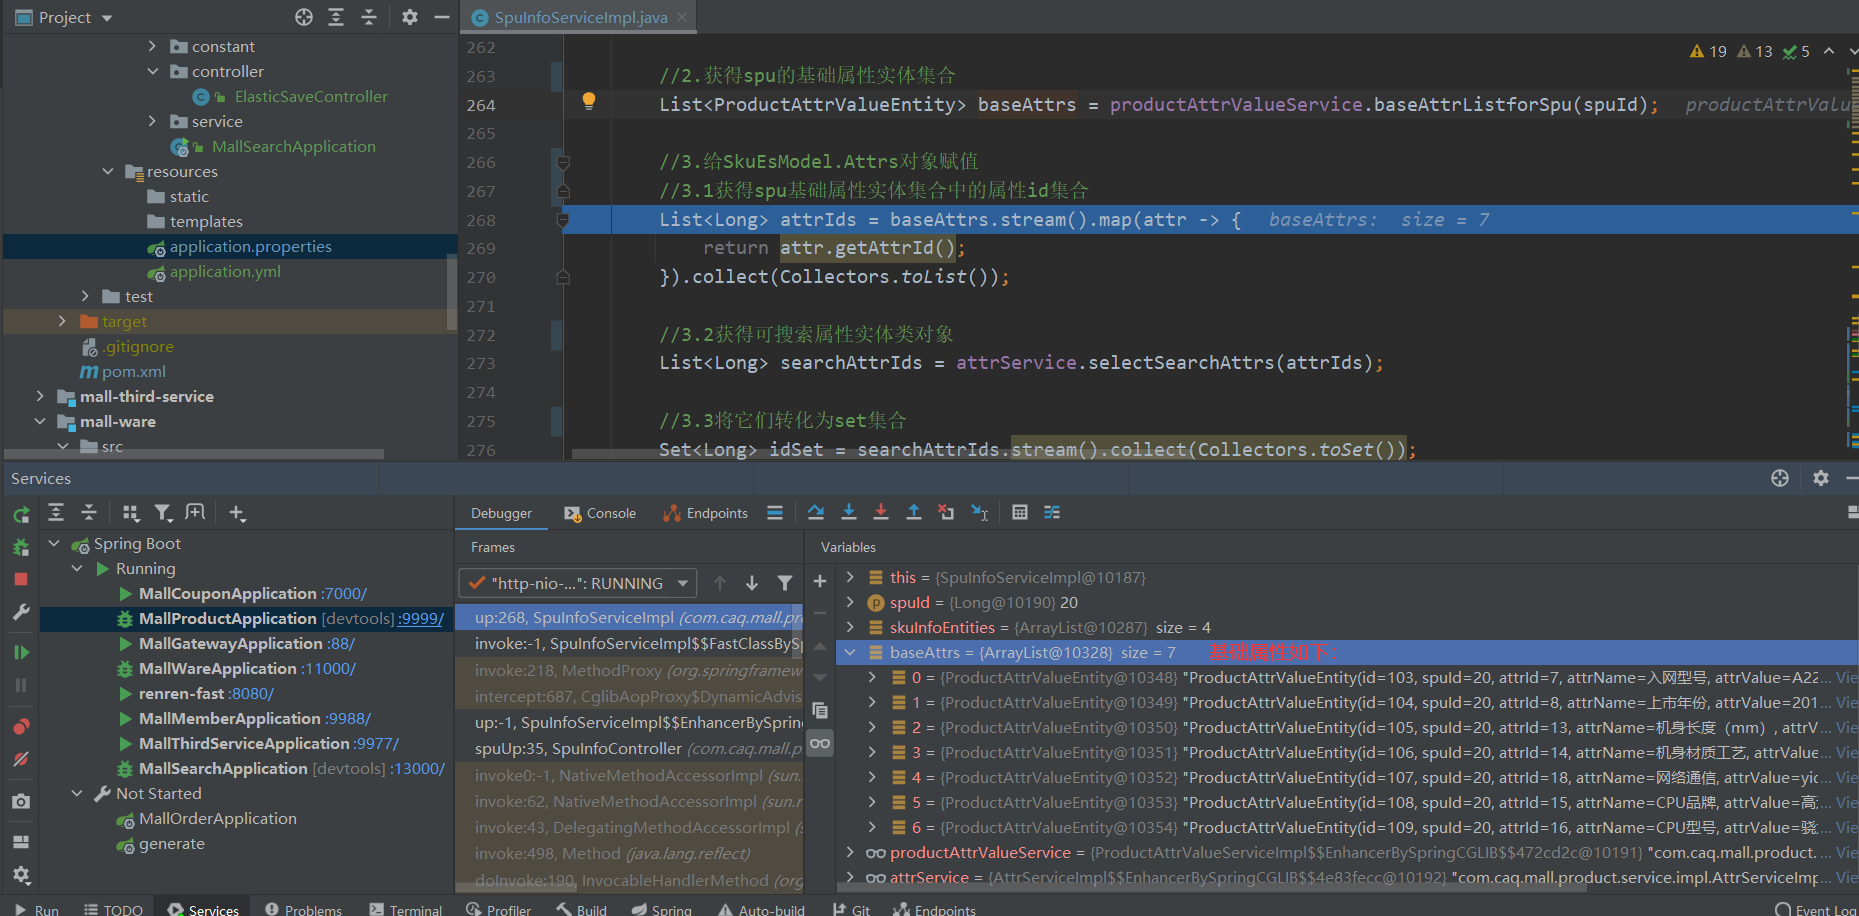 Project
SpuInfoServiceImpl.java
constant
controller
ElasticSaveController
service
MallSearchApplication
resources
static
templates
application.properties
application.yml
test
target
.gitignore
pom.xml
mall-third-service
mall-ware
src
19 13 5
262
263 //2.获得spu的基础属性实体集合
264 List<ProductAttrValueEntity> baseAttrs = productAttrValueService.baseAttrListforSpu(spuId); productAttrValu
265
266 //3.给SkuEsModel.Attrs对象赋值
267 //3.1获得spu基础属性实体集合中的属性id集合
268 List<Long> attrIds = baseAttrs.stream().map(attr -> { baseAttrs: size = 7
269 return attr.getAttrId();
270 }).collect(Collectors.toList());
271
272 //3.2获得可搜索属性实体类对象
273 List<Long> searchAttrIds = attrService.selectSearchAttrs(attrIds);
274
275 //3.3将它们转化为set集合
276 Set<Long> idSet = searchAttrIds.stream().collect(Collectors.toSet());
Services
Spring Boot
Running
MallCouponApplication :7000/
MallProductApplication [devtools] :9999/
MallGatewayApplication :88/
MallWareApplication :11000/
renren-fast :8080/
MallMemberApplication :9988/
MallThirdServiceApplication :9977/
MallSearchApplication [devtools] :13000/
Not Started
MallOrderApplication
generate
Debugger Console Endpoints
Frames
"http-nio-...": RUNNING
up:268, SpuInfoServiceImpl (com.caq.mall.pr
invoke:-1, SpuInfoServiceImpl$$FastClassBySp
invoke:218, MethodProxy (org.springframew
intercept:687, CglibAopProxy$DynamicAdvis
up:-1, SpuInfoServiceImpl$$EnhancerBySpring
spuUp:35, SpuInfoController (com.caq.mall.p
invoke0:-1, NativeMethodAccessorImpl (sun.
invoke:62, NativeMethodAccessorImpl (sun.r
invoke:43, DelegatingMethodAccessorImpl (s
invoke:498, Method (java.lang.reflect)
doInvoke:190, InvocableHandlerMethod (org
Variables
this = {SpuInfoServiceImpl@10187}
spuId = {Long@10190} 20
skuInfoEntities = {ArrayList@10287} size = 4
baseAttrs = {ArrayList@10328} size = 7 基础属性如下：
0 = {ProductAttrValueEntity@10348} "ProductAttrValueEntity(id=103, spuId=20, attrId=7, attrName=入网型号, attrValue=A22... Vie
1 = {ProductAttrValueEntity@10349} "ProductAttrValueEntity(id=104, spuId=20, attrId=8, attrName=上市年份, attrValue=201... Vie
2 = {ProductAttrValueEntity@10350} "ProductAttrValueEntity(id=105, spuId=20, attrId=13, attrName=机身长度（mm）, attrV... Vie
3 = {ProductAttrValueEntity@10351} "ProductAttrValueEntity(id=106, spuId=20, attrId=14, attrName=机身材质工艺, attrValue... Vie
4 = {ProductAttrValueEntity@10352} "ProductAttrValueEntity(id=107, spuId=20, attrId=18, attrName=网络通信, attrValue=yic... Vie
5 = {ProductAttrValueEntity@10353} "ProductAttrValueEntity(id=108, spuId=20, attrId=15, attrName=CPU品牌, attrValue=高... Vie
6 = {ProductAttrValueEntity@10354} "ProductAttrValueEntity(id=109, spuId=20, attrId=16, attrName=CPU型号, attrValue=骁... Vie
productAttrValueService = {ProductAttrValueServiceImpl$$EnhancerBySpringCGLIB$$472cd2c@10191} "com.caq.mall.product.... Vie
attrService = {AttrServiceImpl$$EnhancerBySpringCGLIB$$4e83fecc@10192} "com.caq.mall.product.service.impl.AttrServiceImp... Vie
Run TODO Services Problems Terminal Profiler Build Spring Auto-build Git Endpoints Event Log